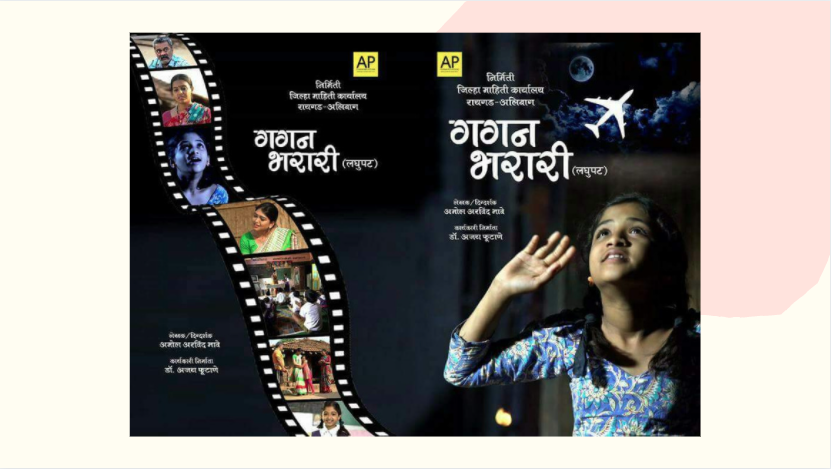 AP
निर्मिती
जिल्हा माहिती कार्यालय
रायगड-अलिबाग
गगन
भरारी (लघुपट)
लेखक/दिग्दर्शक
अमोल अरविंद भावे
कार्यकारी निर्माता
डॉ. अजय फूटाणे
AP
निर्मिती
जिल्हा माहिती कार्यालय
रायगड-अलिबाग
गगन
भरारी (लघुपट)
लेखक/दिग्दर्शक
अमोल अरविंद भावे
कार्यकारी निर्माता
डॉ. अजय फूटाणे